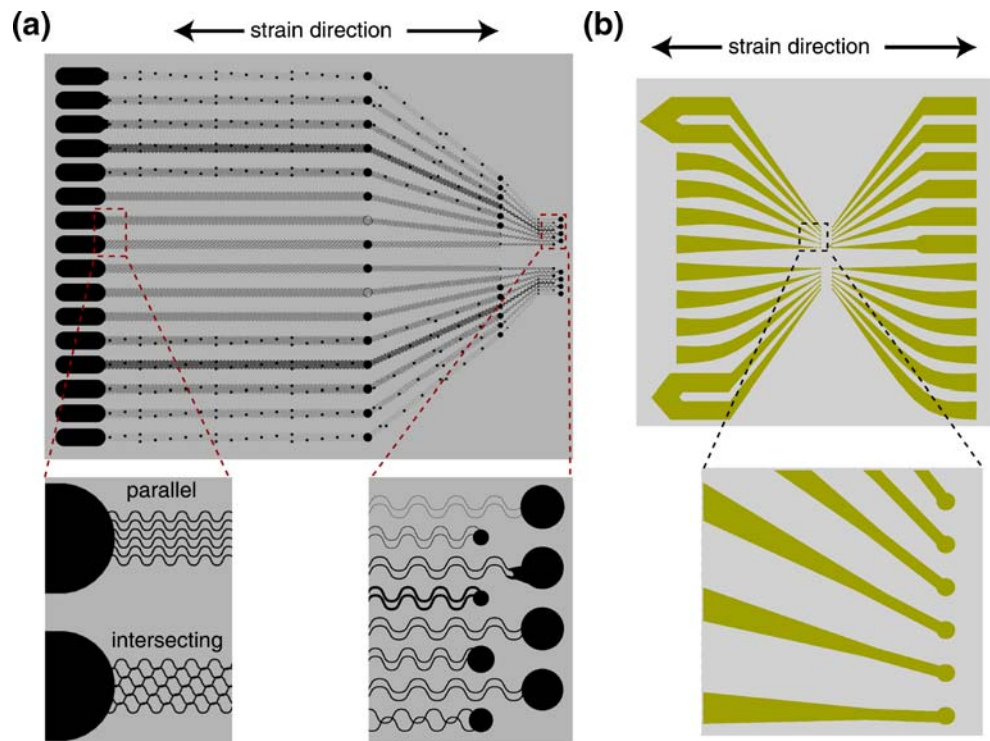 (a)
strain direction
(b)
strain direction
parallel
intersecting